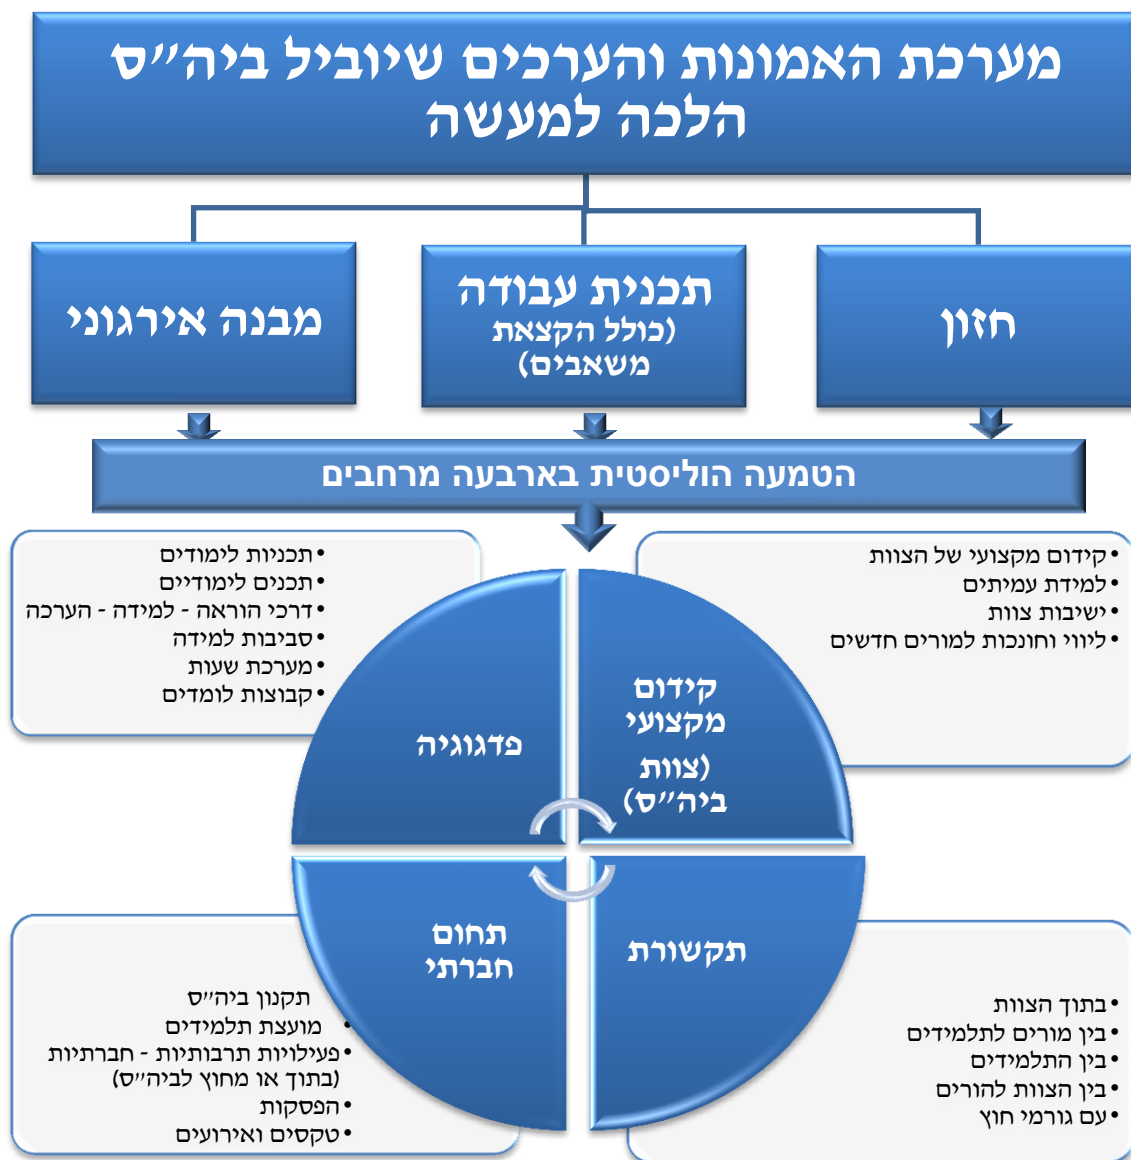 מערכת האמונות והערכים שיוביל ביה״ס
הלכה למעשה
חזון
תכנית עבודה
(כולל הקצאת
משאבים)
מבנה אירגוני
הטמעה הוליסטית בארבעה מרחבים
•קידום מקצועי של הצוות
•למידת עמיתים
•ישיבות צוות
•ליווי וחונכות למורים חדשים
•תכניות לימודים
•תכנים לימודיים
•דרכי הוראה - למידה - הערכה
•סביבות למידה
•מערכת שעות
•קבוצות לומדים
קידום
מקצועי
(צוות
ביה״ס)
פדגוגיה
תקשורת
תחום
חברתי
•בתוך הצוות
•בין מורים לתלמידים
•בין התלמידים
•בין הצוות להורים
•עם גורמי חוץ
תקנון ביה״ס
• מועצת תלמידים
•פעילויות תרבותיות - חברתיות
(בתוך או מחוץ לביה״ס)
•הפסקות
•טקסים ואירועים